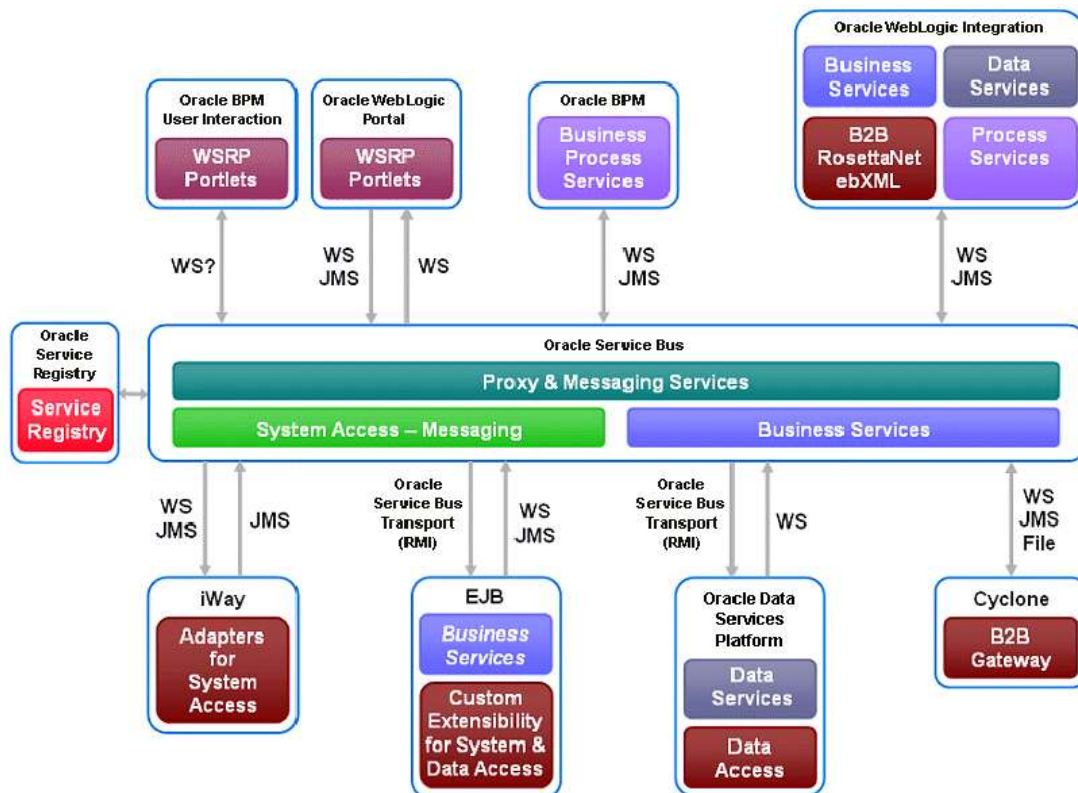 Oracle WebLogic Integration
Business
Services
Data
Services
B2B
RosettaNet
ebXML
Process
Services
Oracle BPM
User Interaction
WSRP
Portlets
Oracle WebLogic
Portal
WSRP
Portlets
Oracle BPM
Business
Process
Services
WS?
WS
JMS
WS
WS
JMS
WS
JMS
Oracle
Service
Registry
Service
Registry
Oracle Service Bus
Proxy & Messaging Services
System Access – Messaging
Business Services
WS
JMS
JMS
Oracle
Service Bus
Transport
(RMI)
WS
JMS
Oracle
Service Bus
Transport
(RMI)
WS
WS
JMS
File
iWay
Adapters
for
System
Access
EJB
Business
Services
Custom
Extensibility
for System &
Data Access
Oracle Data
Services
Platform
Data
Services
Data
Access
Cyclone
B2B
Gateway